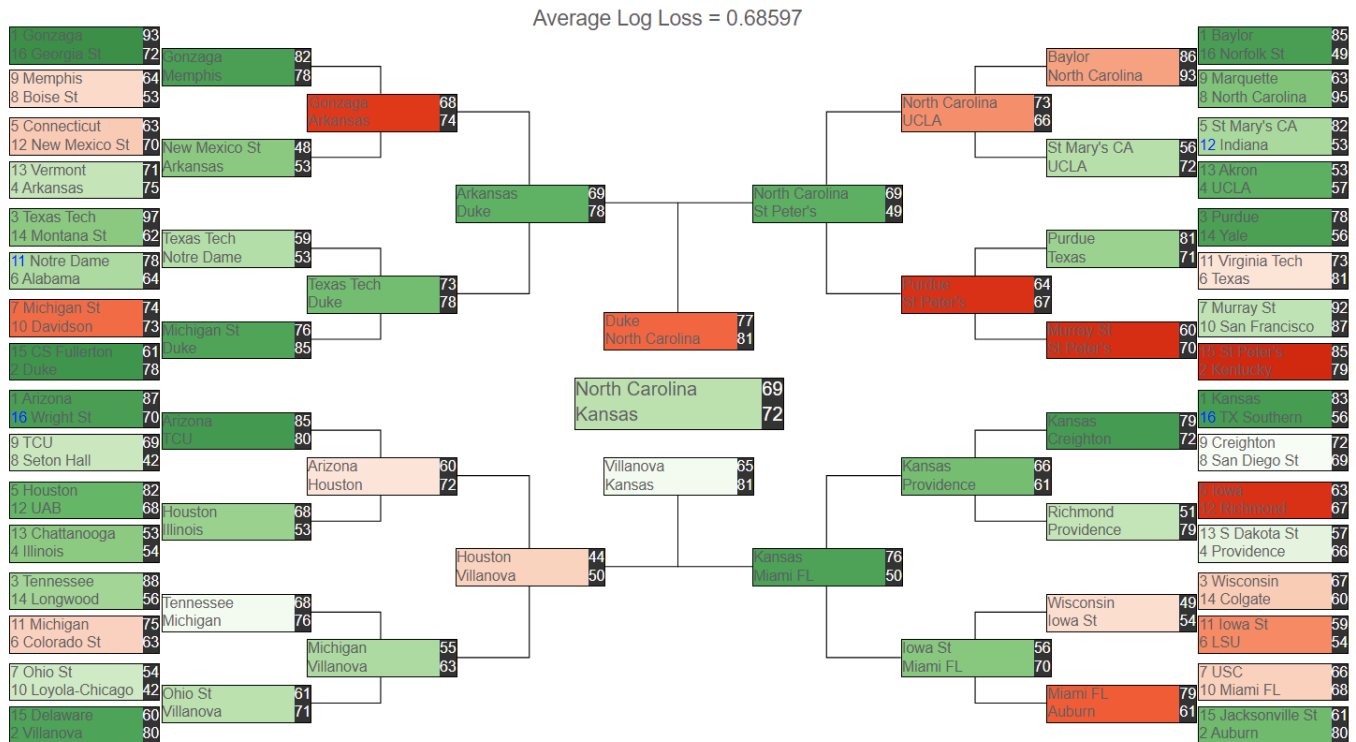 Average Log Loss = 0.68597
1 Gonzaga 93
16 Georgia St 72
9 Memphis 64
8 Boise St 53
5 Connecticut 63
12 New Mexico St 70
13 Vermont 71
4 Arkansas 75
3 Texas Tech 97
14 Montana St 62
11 Notre Dame 78
6 Alabama 64
7 Michigan St 74
10 Davidson 73
15 CS Fullerton 61
2 Duke 78
1 Arizona 87
16 Wright St 70
9 TCU 69
8 Seton Hall 42
5 Houston 82
12 UAB 68
13 Chattanooga 53
4 Illinois 54
3 Tennessee 88
14 Longwood 56
11 Michigan 75
6 Colorado St 63
7 Ohio St 54
10 Loyola-Chicago 42
15 Delaware 60
2 Villanova 80
Gonzaga 82
Memphis 78
New Mexico St 48
Arkansas 53
Texas Tech 59
Notre Dame 53
Michigan St 76
Duke 85
Arizona 85
TCU 80
Houston 68
Illinois 53
Tennessee 68
Michigan 76
Ohio St 61
Villanova 71
Gonzaga 68
Arkansas 74
Texas Tech 73
Duke 78
Arizona 60
Houston 72
Michigan 55
Villanova 63
Arkansas 69
Duke 78
Houston 44
Villanova 50
Duke 77
North Carolina 81
North Carolina 69
Kansas 72
Villanova 65
Kansas 81
North Carolina 69
St Peter's 49
Kansas 76
Miami FL 50
North Carolina 73
UCLA 66
Purdue 64
St Peter's 67
Kansas 66
Providence 61
Iowa St 56
Miami FL 70
Baylor 86
North Carolina 93
St Mary's CA 56
UCLA 72
Purdue 81
Texas 71
Murray St 60
St Peter's 70
Kansas 79
Creighton 72
Richmond 51
Providence 79
Wisconsin 49
Iowa St 54
Miami FL 79
Auburn 61
1 Baylor 85
16 Norfolk St 49
9 Marquette 63
8 North Carolina 95
5 St Mary's CA 82
12 Indiana 53
13 Akron 53
4 UCLA 57
3 Purdue 78
14 Yale 56
11 Virginia Tech 73
6 Texas 81
7 Murray St 92
10 San Francisco 87
15 St Peter's 85
2 Kentucky 79
1 Kansas 83
16 TX Southern 56
9 Creighton 72
8 San Diego St 69
5 Iowa 63
12 Richmond 67
13 S Dakota St 57
4 Providence 66
3 Wisconsin 67
14 Colgate 60
11 Iowa St 59
6 LSU 54
7 USC 66
10 Miami FL 68
15 Jacksonville St 61
2 Auburn 80